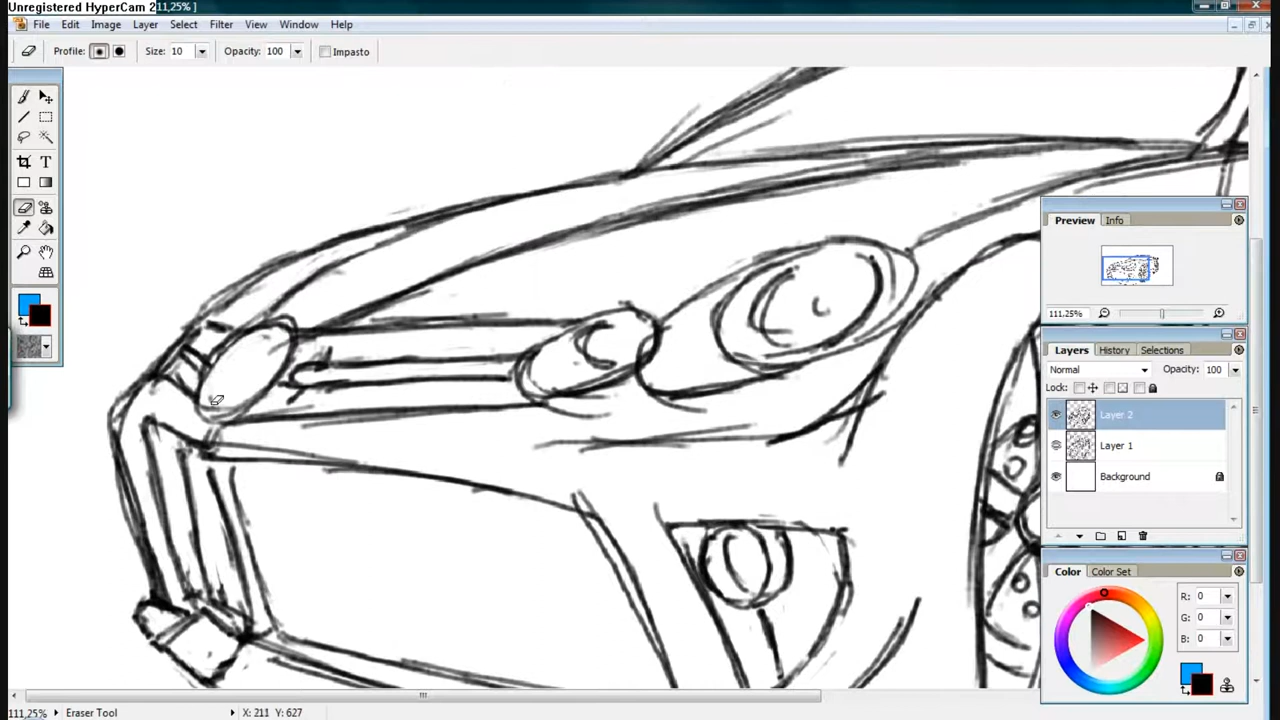 Unregistered HyperCam 2
11,25% ]
File Edit Image Layer Select Filter View Window Help
Profile: Size: 10 Opacity: 100 Impasto
Preview Info
111.25%
Layers History Selections
Normal Opacity: 100
Lock:
Layer 2
Layer 1
Background
Color Color Set
R: 0
G: 0
B: 0
111,25% Eraser Tool X: 211 Y: 627